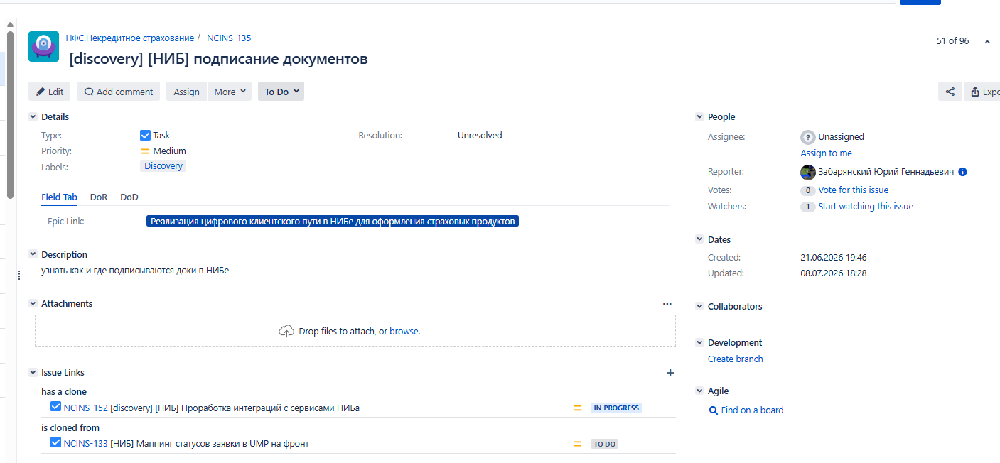 НФС.Некредитное страхование / NCINS-135
51 of 96
[discovery] [НИБ] подписание документов
Edit Add comment Assign More To Do Expo
Details
Type: Task Resolution: Unresolved
Priority: Medium
Labels: Discovery
Field Tab DoR DoD
Epic Link: Реализация цифрового клиентского пути в НИБе для оформления страховых продуктов
Description
узнать как и где подписываются доки в НИБе
Attachments
Drop files to attach, or browse.
Issue Links
has a clone
NCINS-152 [discovery] [НИБ] Проработка интеграций с сервисами НИБа IN PROGRESS
is cloned from
NCINS-133 [НИБ] Маппинг статусов заявки в UMP на фронт TO DO
People
Assignee: Unassigned
Assign to me
Reporter: Забарянский Юрий Геннадьевич
Votes: 0 Vote for this issue
Watchers: 1 Start watching this issue
Dates
Created: 21.06.2026 19:46
Updated: 08.07.2026 18:28
Collaborators
Development
Create branch
Agile
Find on a board